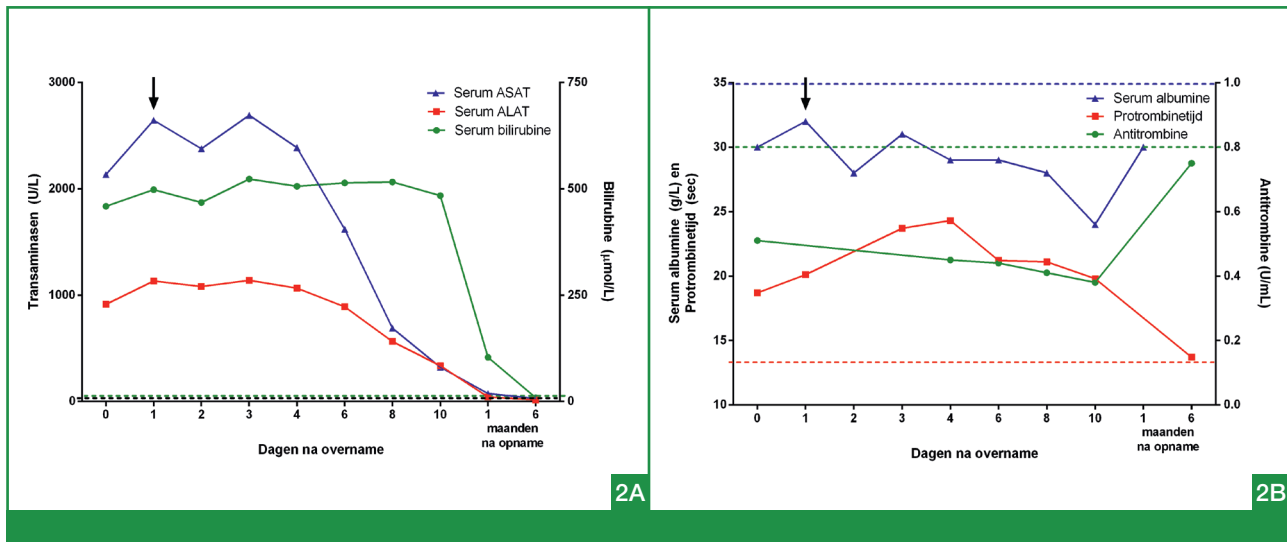 3000
2000
1000
0
Transaminasen (U/L)
750
500
250
0
Bilirubine (μmol/L)
Serum ASAT
Serum ALAT
Serum bilirubine
0 1 2 3 4 6 8 10 1 6
maanden
na opname
Dagen na overname
2A
35
30
25
20
15
10
Serum albumine (g/L) en
Protrombinetijd (sec)
1.0
0.8
0.6
0.4
0.2
0.0
Antitrombine (U/mL)
Serum albumine
Protrombinetijd
Antitrombine
0 1 2 3 4 6 8 10 1 6
maanden
na opname
Dagen na overname
2B